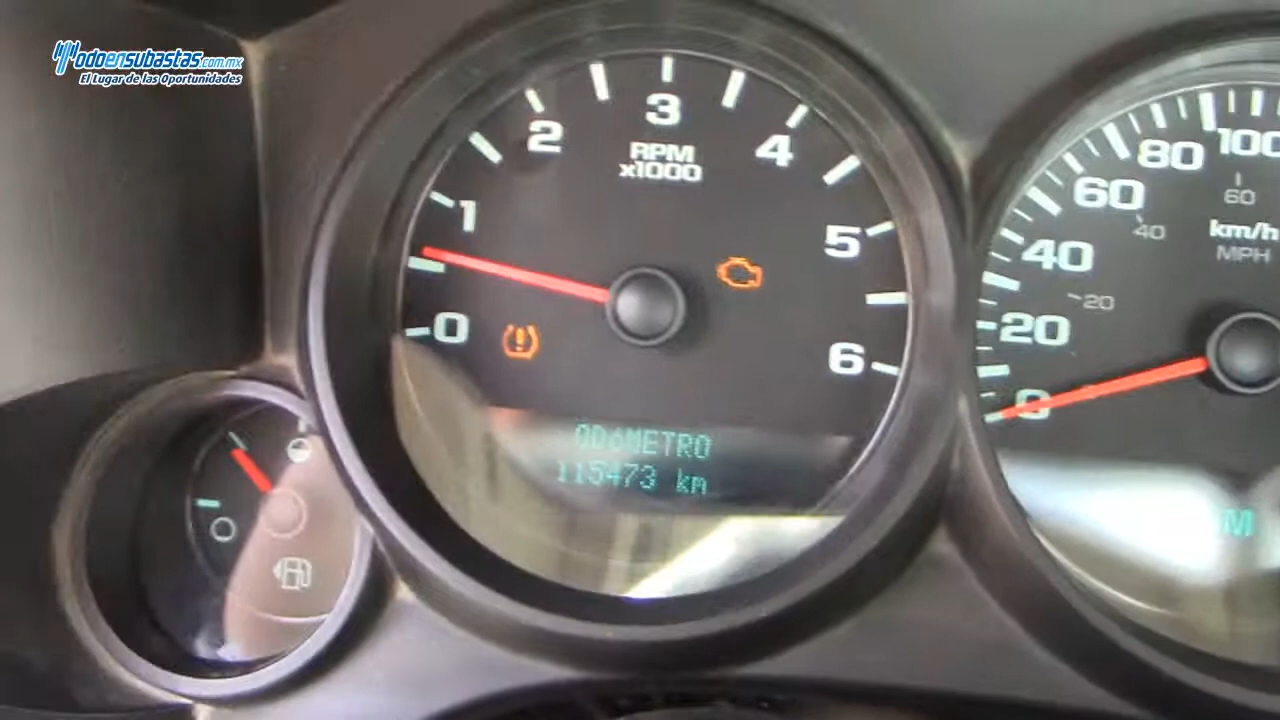 Todoensubastas.com.mx
El Lugar de las Oportunidades
0
1
2
3
4
5
6
RPM
x1000
ODóMETRO
115473 km
0
20
40
60
80
100
20
40
60
km/h
MPH
M